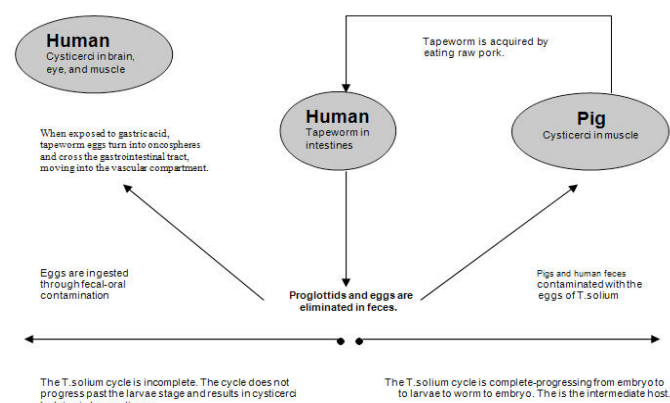 Human
Cysticerci in brain,
eye, and muscle
Tapeworm is acquired by
eating raw pork.
Human
Tapeworm in
intestines
Pig
Cysticerci in muscle
When exposed to gastric acid,
tapeworm eggs turn into oncospheres
and cross the gastrointestinal tract,
moving into the vascular compartment.
Eggs are ingested
through fecal-oral
contamination
Proglottids and eggs are
eliminated in feces.
Pigs and human feces
contaminated with the
eggs of T.solium
The T.solium cycle is incomplete. The cycle does not
progress past the larvae stage and results in cysticerci
The T.solium cycle is complete-progressing from embryo to
to larvae to worm to embryo. The is the intermediate host